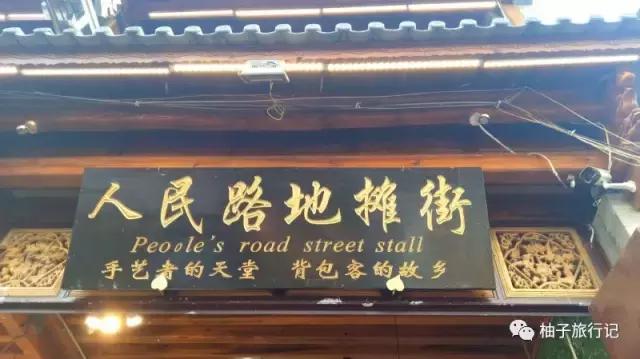 人民路地摊街
People's road street stall
手艺者的天堂 背包客的故乡
柚子旅行记